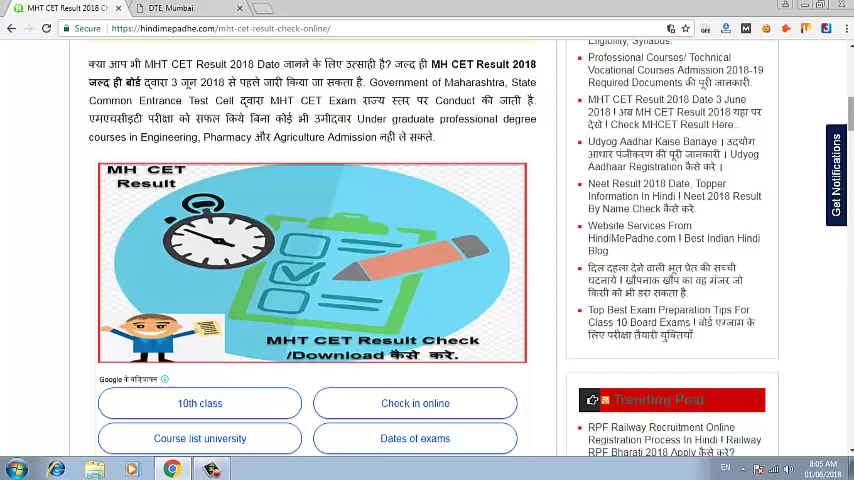 MHT CET Result 2018 Ch
DTE, Mumbai
Secure
https://hindimepadhe.com/mht-cet-result-check-online/
क्या आप भी MHT CET Result 2018 Date जानने के लिए उत्साही है? जल्द ही MH CET Result 2018
जल्द ही बोर्ड द्वारा 3 जून 2018 से पहले जारी किया जा सकता है. Government of Maharashtra, State
Common Entrance Test Cell द्वारा MHT CET Exam राज्य स्तर पर Conduct की जाती है.
एमएचसीइटी परीक्षा को सफल किये बिना कोई भी उमीदवार Under graduate professional degree
courses in Engineering, Pharmacy और Agriculture Admission नही ले सकते.
MH CET
Result
MHT CET Result Check
/Download कैसे करे.
Google के विज्ञापन
10th class
Check in online
Course list university
Dates of exams
Eligibility, Syllabus.
Professional Courses/ Technical
Vocational Courses Admission 2018-19
Required Documents की पूरी जानकारी.
MHT CET Result 2018 Date 3 June
2018 ! अब MH CET 2018 यहा पर
देखे ! Check MHCET Result Here..
Udyog Aadhar Kaise Banaye । उदयोग
आधार पंजीकरण की पूरी जानकारी । Udyog
Aadhaar Registration कैसे करे ।
Neet Result 2018 Date, Topper
Information In Hindi ! Neet 2018 Result
By Name Check कैसे करे.
Website Services From
HindiMePadhe.com ! Best Indian Hindi
Blog.
दिल दहला देने वाली भूत प्रेत की सच्ची
घटनाये । खौपनाक खौप का वह मंजर जो
किसी को भी डरा सकता है.
Top Best Exam Preparation Tips For
Class 10 Board Exams ! बोर्ड एग्जाम के
लिए परीक्षा तैयारी युक्तियाँ.
Trending Post
RPF Railway Recruitment Online
Registration Process In Hindi ! Railway
RPF Bharati 2018 Apply कैसे करे?
Get Notifications
EN
8:05 AM
01/06/2018